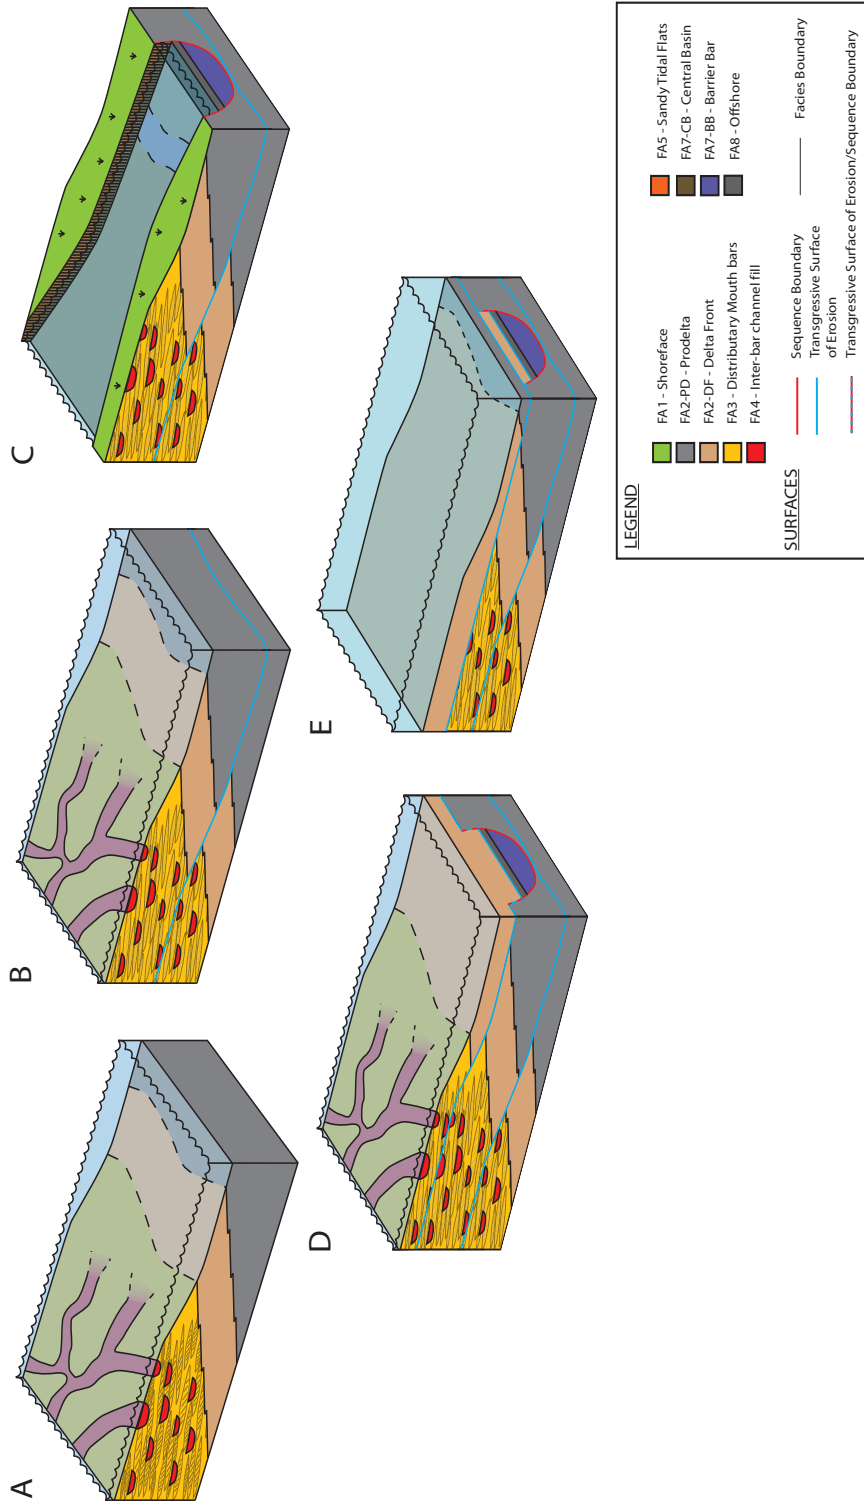 A
B
C
D
E
LEGEND
FA1 - Shoreface
FA2-PD - Prodelta
FA2-DF - Delta Front
FA3 - Distributary Mouth bars
FA4 - Inter-bar channel fill
FA5 - Sandy Tidal Flats
FA7-CB - Central Basin
FA7-BB - Barrier Bar
FA8 - Offshore
SURFACES
Sequence Boundary
Transgressive Surface
of Erosion
Transgressive Surface of Erosion/Sequence Boundary
Facies Boundary